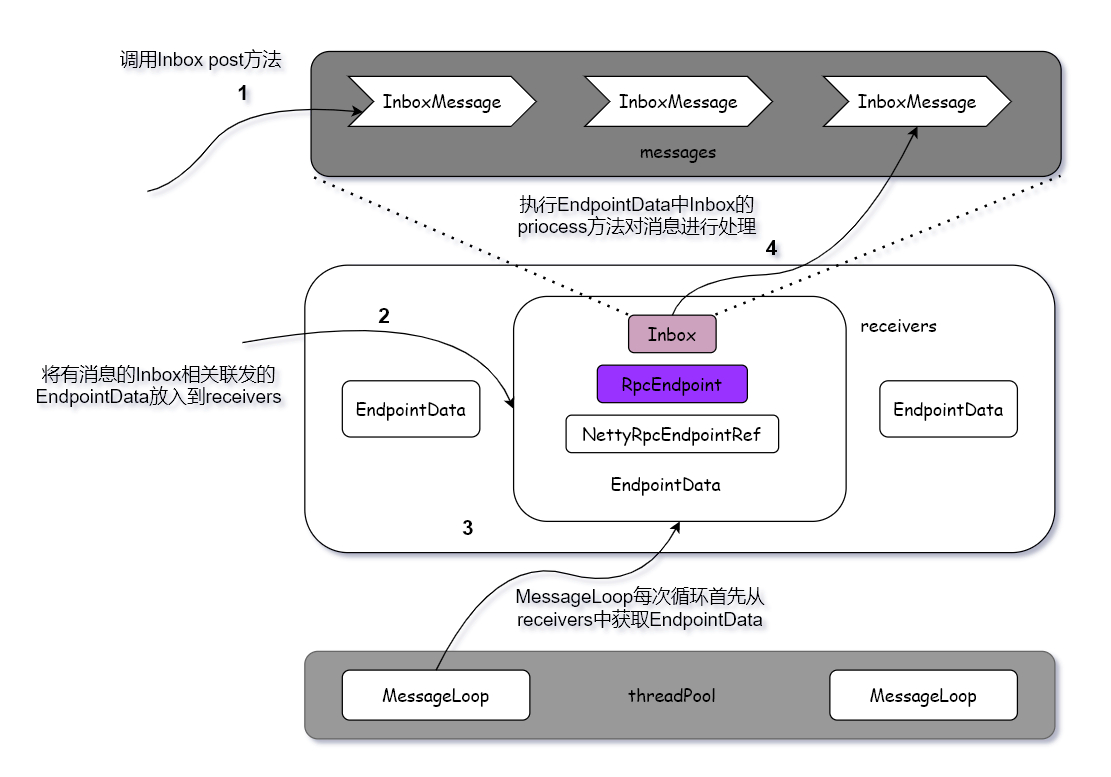 调用Inbox post方法
1
InboxMessage
InboxMessage
InboxMessage
messages
执行EndpointData中Inbox的
priocess方法对消息进行处理
4
2
receivers
Inbox
将有消息的Inbox相关联发的
EndpointData放入到receivers
RpcEndpoint
EndpointData
EndpointData
NettyRpcEndpointRef
EndpointData
3
MessageLoop每次循环首先从
receivers中获取EndpointData
MessageLoop
threadPool
MessageLoop